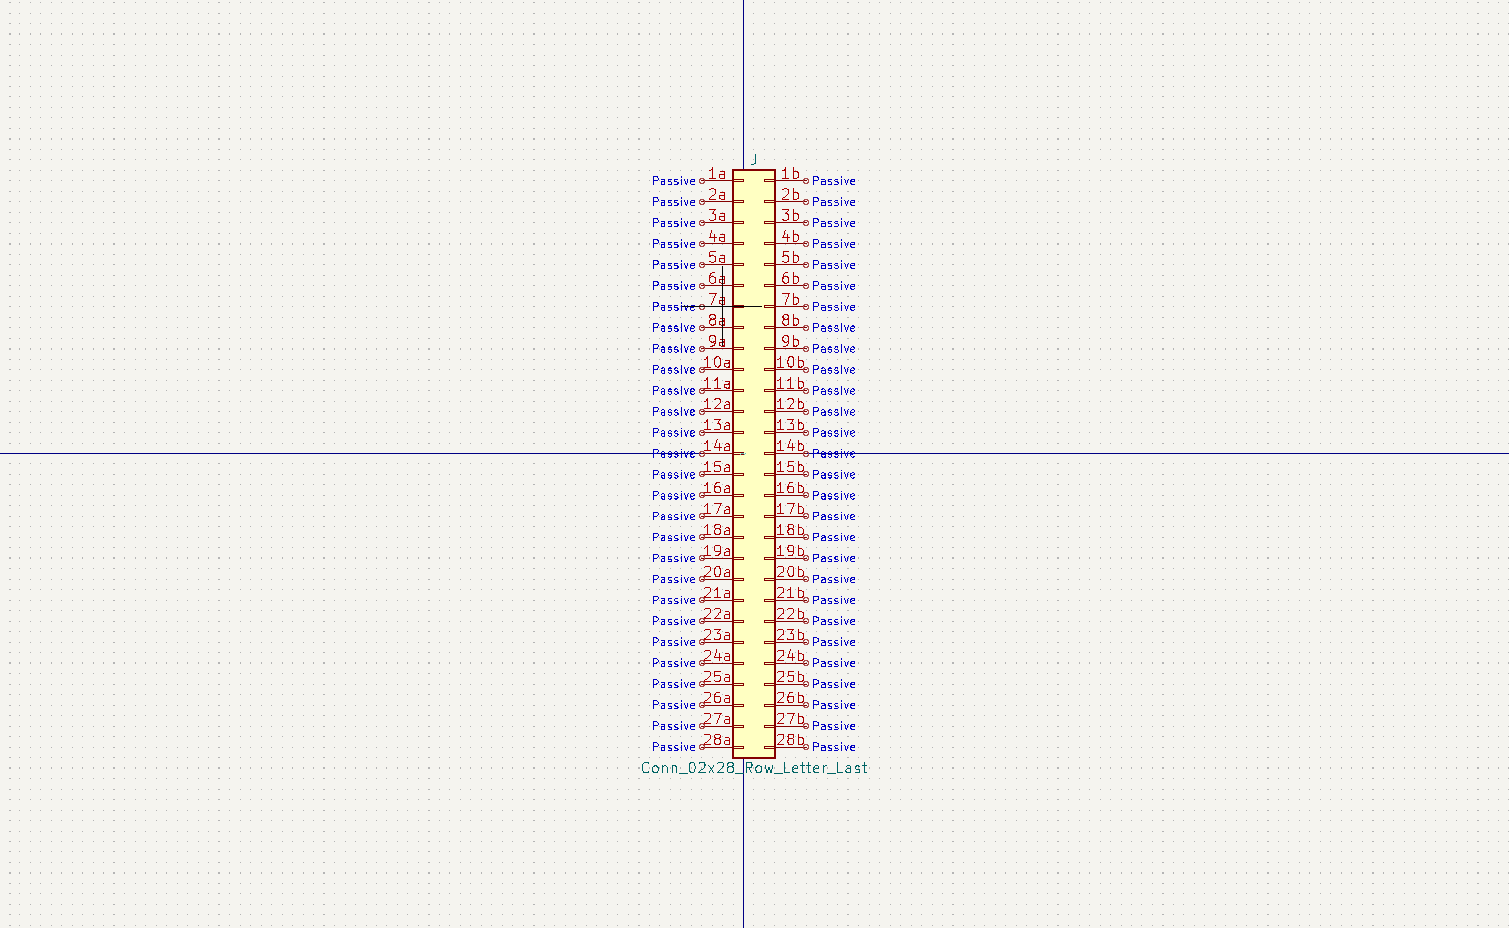 J
Passive 1a 1b Passive
Passive 2a 2b Passive
Passive 3a 3b Passive
Passive 4a 4b Passive
Passive 5a 5b Passive
Passive 6a 6b Passive
Passive 7a 7b Passive
Passive 8a 8b Passive
Passive 9a 9b Passive
Passive 10a 10b Passive
Passive 11a 11b Passive
Passive 12a 12b Passive
Passive 13a 13b Passive
Passive 14a 14b Passive
Passive 15a 15b Passive
Passive 16a 16b Passive
Passive 17a 17b Passive
Passive 18a 18b Passive
Passive 19a 19b Passive
Passive 20a 20b Passive
Passive 21a 21b Passive
Passive 22a 22b Passive
Passive 23a 23b Passive
Passive 24a 24b Passive
Passive 25a 25b Passive
Passive 26a 26b Passive
Passive 27a 27b Passive
Passive 28a 28b Passive
Conn_02x28_Row_Letter_Last